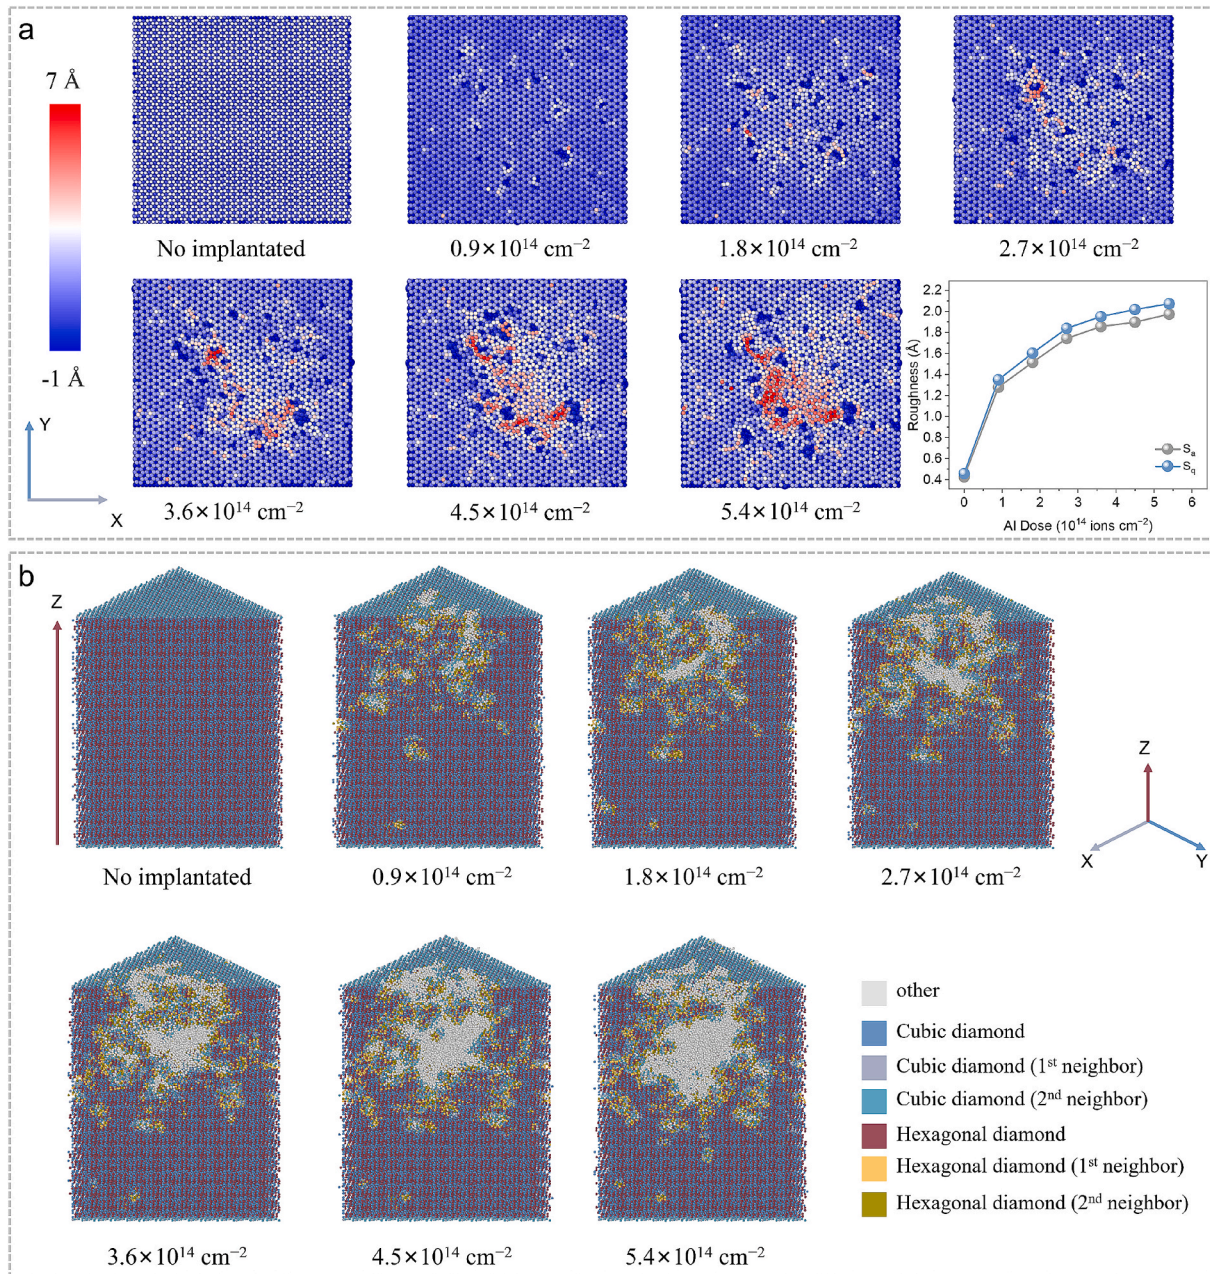 a
7 Å
-1 Å
Y
X
No implantated
0.9×10¹⁴ cm⁻²
1.8×10¹⁴ cm⁻²
2.7×10¹⁴ cm⁻²
3.6×10¹⁴ cm⁻²
4.5×10¹⁴ cm⁻²
5.4×10¹⁴ cm⁻²
Roughness (Å)
2.2
2.0
1.8
1.6
1.4
1.2
1.0
0.8
0.6
0.4
0 1 2 3 4 5 6
Al Dose (10¹⁴ ions cm⁻²)
Sₐ
S_q
b
Z
No implantated
0.9×10¹⁴ cm⁻²
1.8×10¹⁴ cm⁻²
2.7×10¹⁴ cm⁻²
Z
X
Y
3.6×10¹⁴ cm⁻²
4.5×10¹⁴ cm⁻²
5.4×10¹⁴ cm⁻²
other
Cubic diamond
Cubic diamond (1ˢᵗ neighbor)
Cubic diamond (2ⁿᵈ neighbor)
Hexagonal diamond
Hexagonal diamond (1ˢᵗ neighbor)
Hexagonal diamond (2ⁿᵈ neighbor)